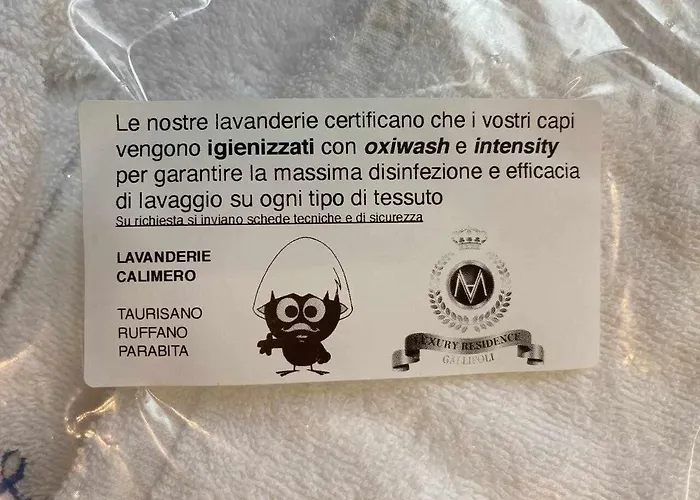 Le nostre lavanderie certificano che i vostri capi
vengono igienizzati con oxiwash e intensity
per garantire la massima disinfezione e efficacia
di lavaggio su ogni tipo di tessuto
Su richiesta si inviano schede tecniche e di sicurezza
LAVANDERIE
CALIMERO
TAURISANO
RUFFANO
PARABITA
LUXURY RESIDENCE
GALLIPOLI